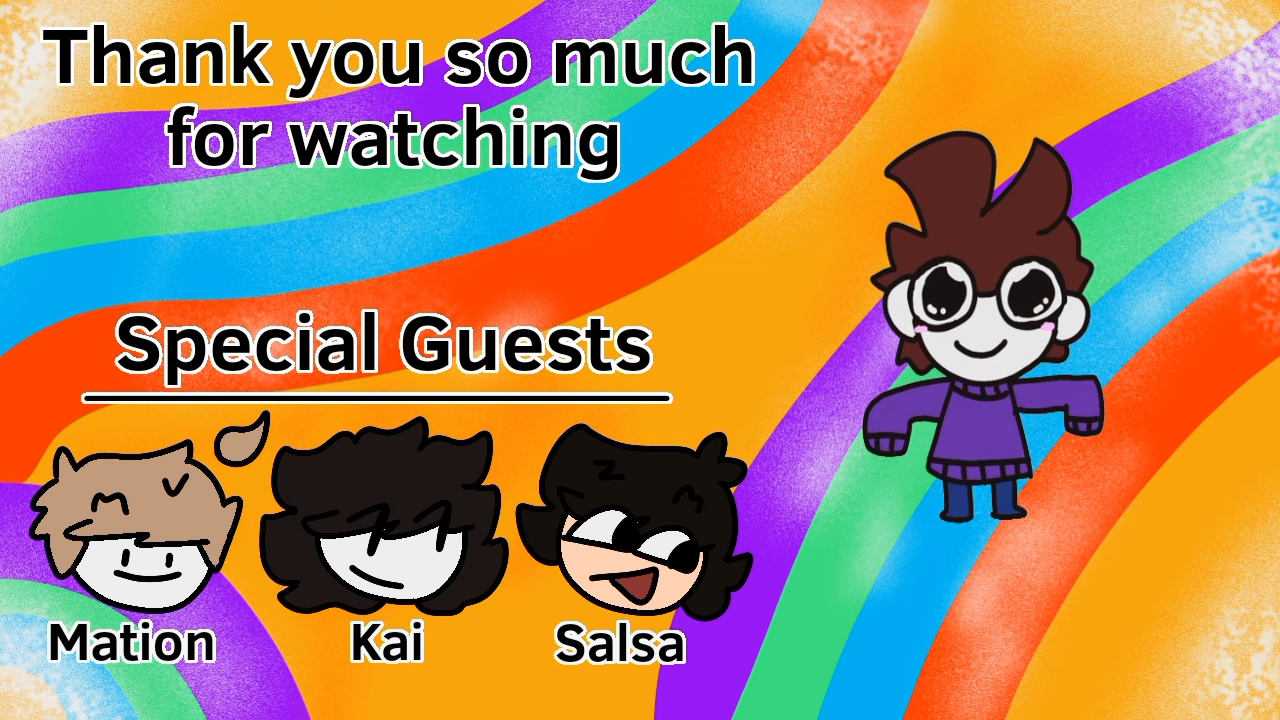 Thank you so much
for watching
Special Guests
Mation
Kai
Salsa